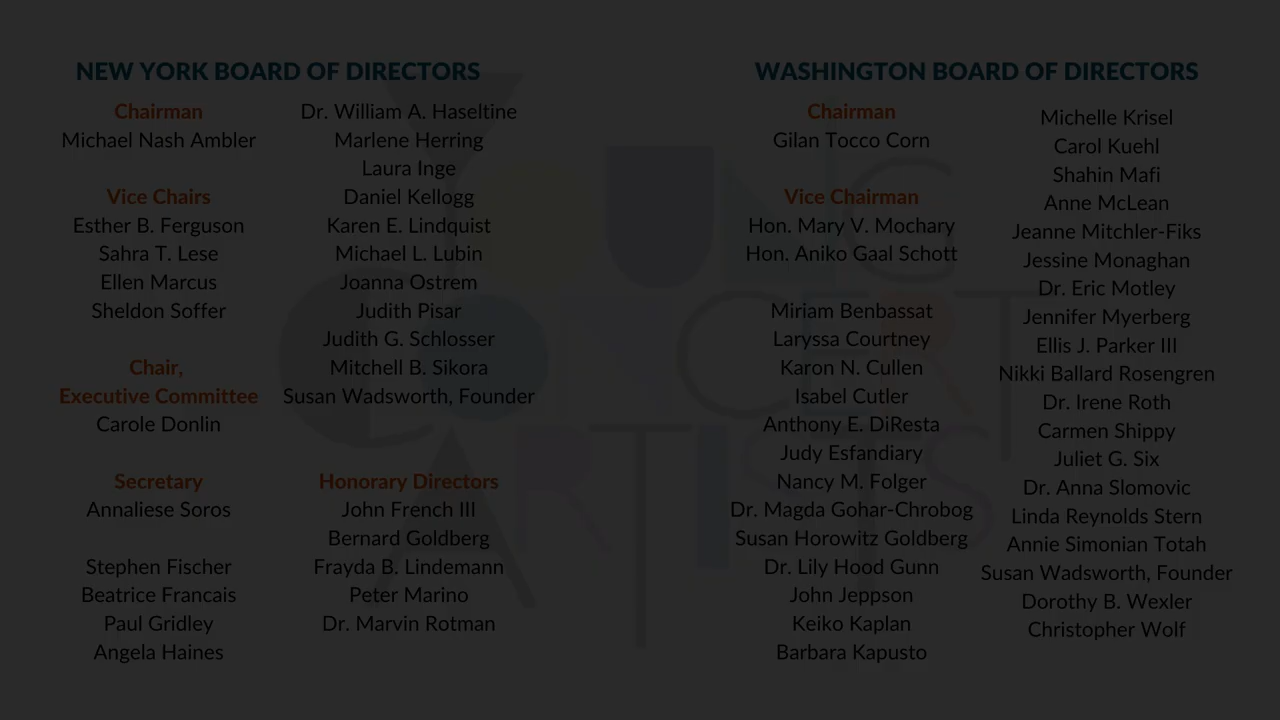 NEW YORK BOARD OF DIRECTORS
Chairman
Michael Nash Ambler
Vice Chairs
Esther B. Ferguson
Sahra T. Lese
Ellen Marcus
Sheldon Soffer
Chair,
Executive Committee
Carole Donlin
Secretary
Annaliese Soros
Stephen Fischer
Beatrice Francais
Paul Gridley
Angela Haines
Dr. William A. Haseltine
Marlene Herring
Laura Inge
Daniel Kellogg
Karen E. Lindquist
Michael L. Lubin
Joanna Ostrem
Judith Pisar
Judith G. Schlosser
Mitchell B. Sikora
Susan Wadsworth, Founder
Honorary Directors
John French III
Bernard Goldberg
Frayda B. Lindemann
Peter Marino
Dr. Marvin Rotman
WASHINGTON BOARD OF DIRECTORS
Chairman
Gilan Tocco Corn
Vice Chairman
Hon. Mary V. Mochary
Hon. Aniko Gaal Schott
Miriam Benbassat
Laryssa Courtney
Karon N. Cullen
Isabel Cutler
Anthony E. DiResta
Judy Esfandiary
Nancy M. Folger
Dr. Magda Gohar-Chrobog
Susan Horowitz Goldberg
Dr. Lily Hood Gunn
John Jeppson
Keiko Kaplan
Barbara Kapusto
Michelle Krisel
Carol Kuehl
Shahin Mafi
Anne McLean
Jeanne Mitchler-Fiks
Jessine Monaghan
Dr. Eric Motley
Jennifer Myerberg
Ellis J. Parker III
Nikki Ballard Rosengren
Dr. Irene Roth
Carmen Shippy
Juliet G. Six
Dr. Anna Slomovic
Linda Reynolds Stern
Annie Simonian Totah
Susan Wadsworth, Founder
Dorothy B. Wexler
Christopher Wolf
YOUNG
CONCERT
ARTISTS